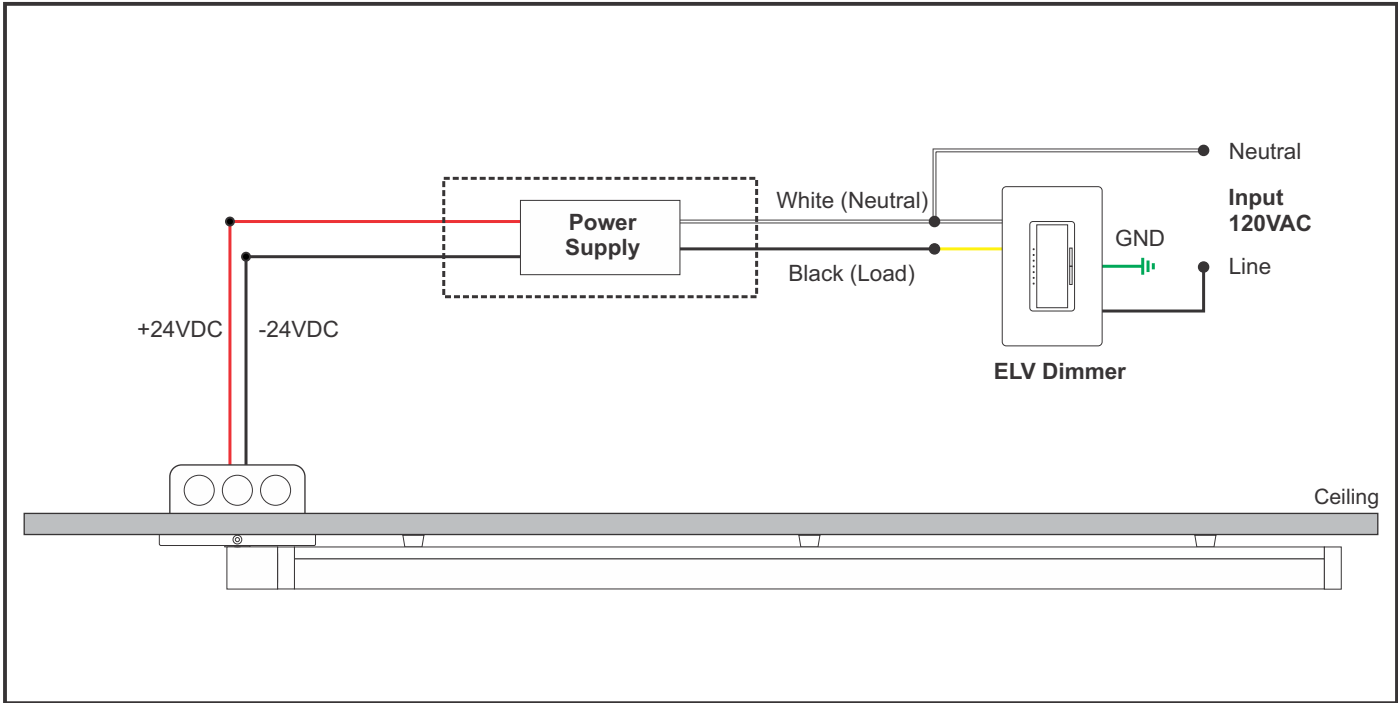 Neutral
White (Neutral)
Input
120VAC
Power
Supply
GND
Black (Load)
Line
+24VDC
-24VDC
ELV Dimmer
Ceiling